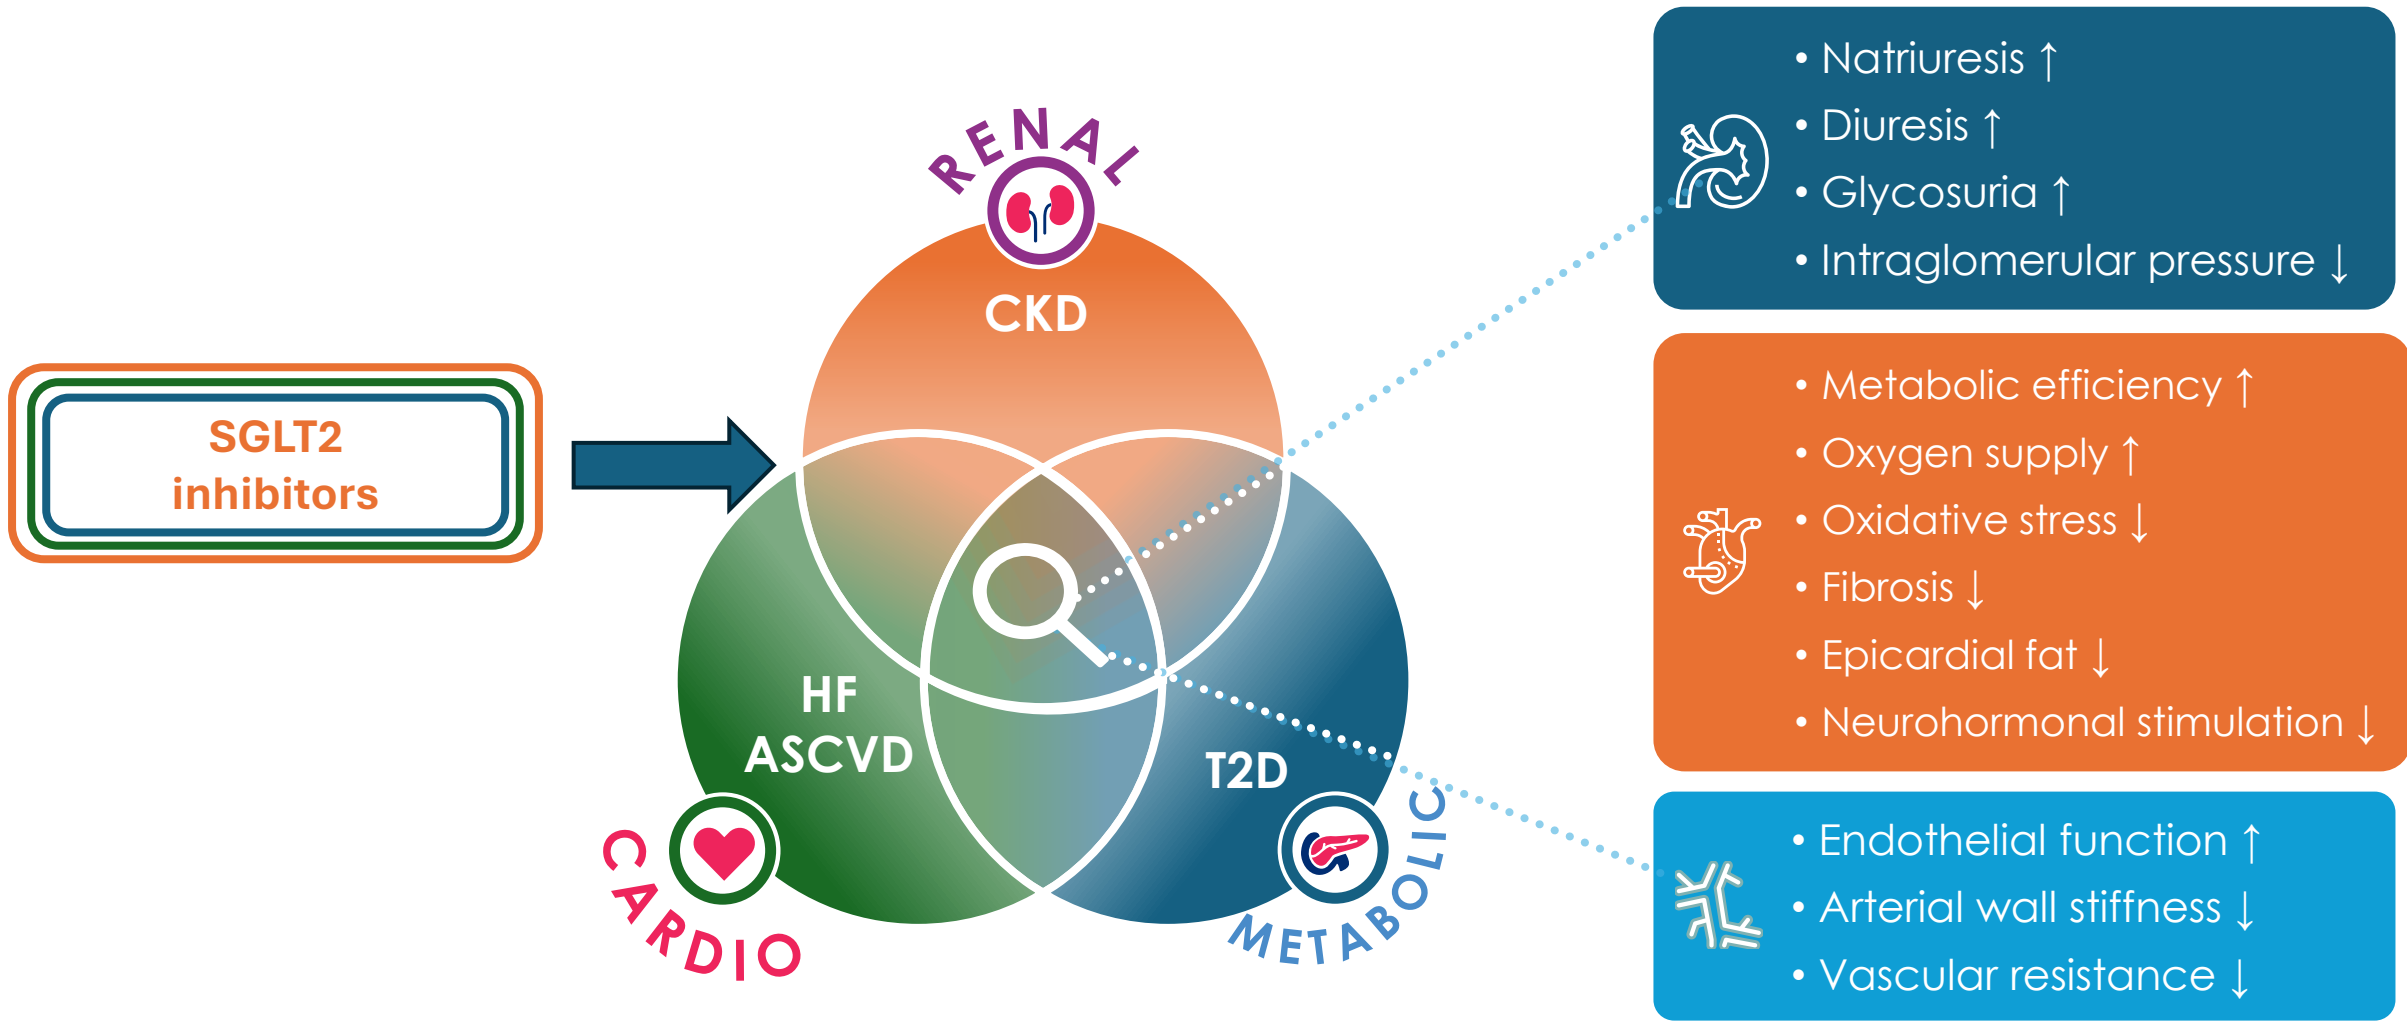 SGLT2
inhibitors
RENAL
CKD
HF
ASCVD
T2D
CARDIO
METABOLIC
• Natriuresis ↑
• Diuresis ↑
• Glycosuria ↑
• Intraglomerular pressure ↓
• Metabolic efficiency ↑
• Oxygen supply ↑
• Oxidative stress ↓
• Fibrosis ↓
• Epicardial fat ↓
• Neurohormonal stimulation ↓
• Endothelial function ↑
• Arterial wall stiffness ↓
• Vascular resistance ↓